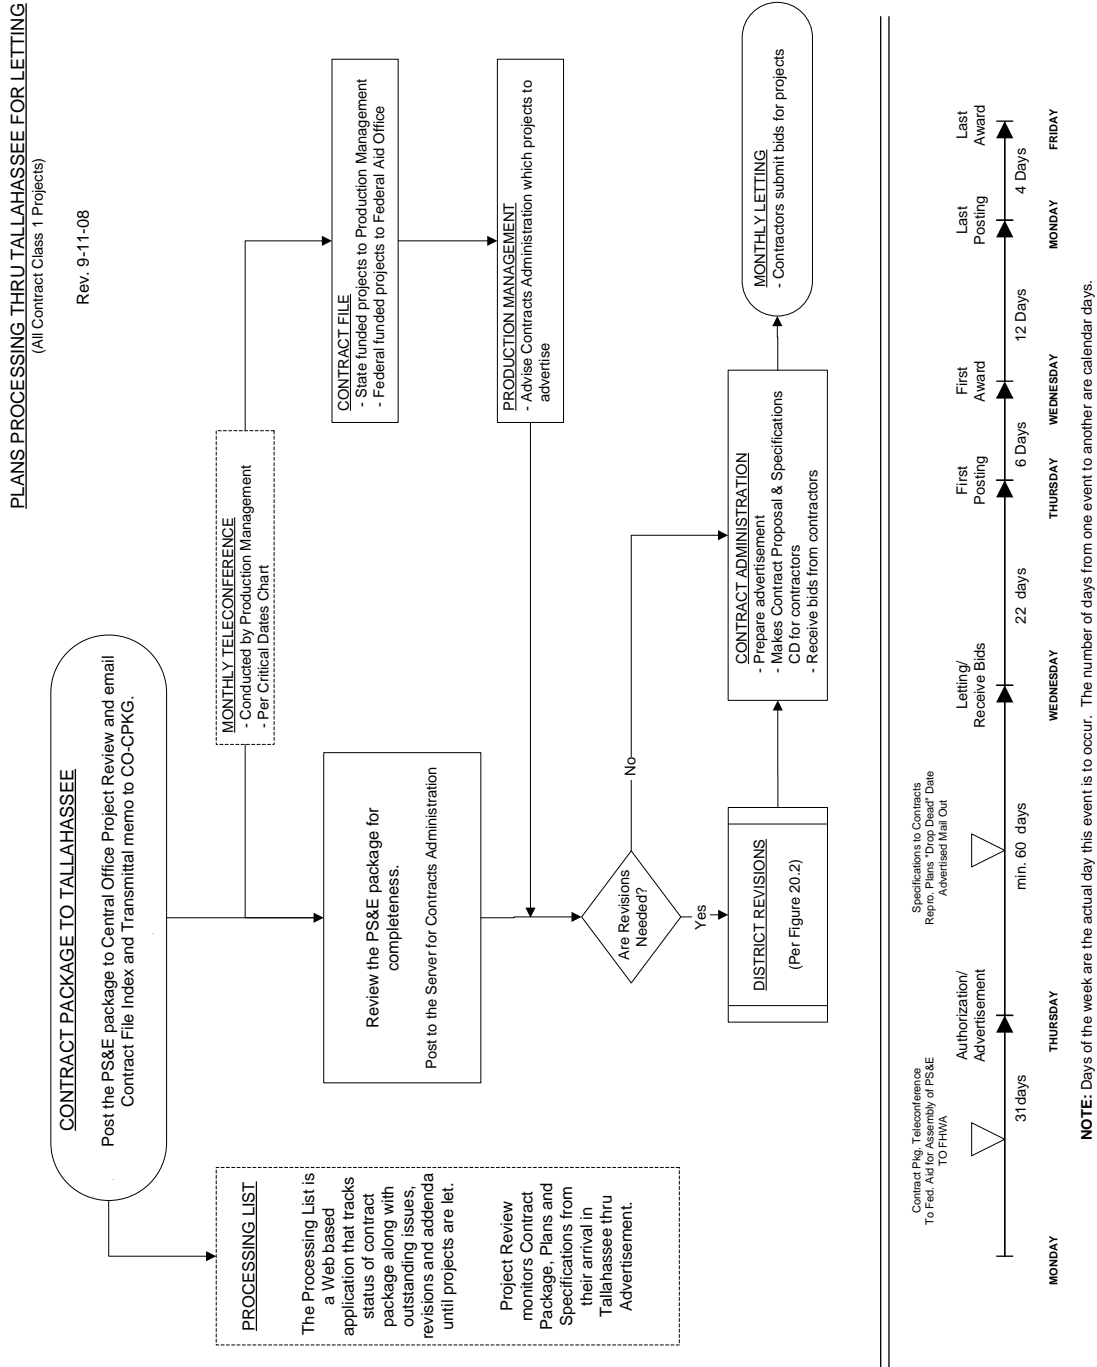 PLANS PROCESSING THRU TALLAHASSEE FOR LETTING
(All Contract Class 1 Projects)
Rev. 9-11-08
CONTRACT PACKAGE TO TALLAHASSEE
Post the PS&E package to Central Office Project Review and email
Contract File Index and Transmittal memo to CO-CPKG.
PROCESSING LIST
The Processing List is
a Web based
application that tracks
status of contract
package along with
outstanding issues,
revisions and addenda
until projects are let.
Project Review
monitors Contract
Package, Plans and
Specifications from
their arrival in
Tallahassee thru
Advertisement.
MONTHLY TELECONFERENCE
- Conducted by Production Management
- Per Critical Dates Chart
CONTRACT FILE
- State funded projects to Production Management
- Federal funded projects to Federal Aid Office
Review the PS&E package for
completeness.
Post to the Server for Contracts Administration
PRODUCTION MANAGEMENT
- Advise Contracts Administration which projects to
advertise
Are Revisions
Needed?
No
Yes
DISTRICT REVISIONS
(Per Figure 20.2)
CONTRACT ADMINISTRATION
- Prepare advertisement
- Makes Contract Proposal & Specifications
CD for contractors
- Receive bids from contractors
MONTHLY LETTING
- Contractors submit bids for projects
Contract Pkg. Teleconference
To Fed. Aid for Assembly of PS&E
TO FHWA
Authorization/
Advertisement
Specifications to Contracts
Repro. Plans "Drop Dead" Date
Advertised Mail Out
Letting/
Receive Bids
First
Posting
First
Award
Last
Posting
Last
Award
31days
min. 60 days
22 days
6 Days
12 Days
4 Days
MONDAY
THURSDAY
WEDNESDAY
THURSDAY
WEDNESDAY
MONDAY
FRIDAY
NOTE: Days of the week are the actual day this event is to occur. The number of days from one event to another are calendar days.